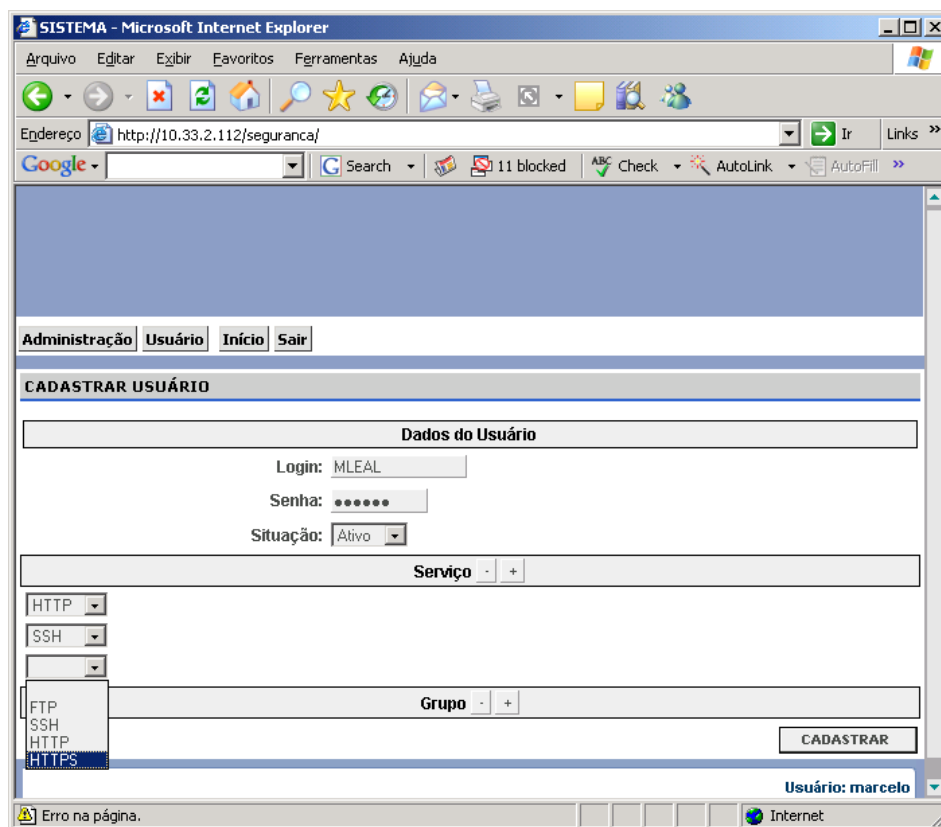 SISTEMA - Microsoft Internet Explorer
Arquivo Editar Exibir Favoritos Ferramentas Ajuda
Endereço http://10.33.2.112/seguranca/ Ir Links »
Google Search 11 blocked ABC Check AutoLink AutoFill »
Administração Usuário Início Sair
CADASTRAR USUÁRIO
Dados do Usuário
Login: MLEAL
Senha: ●●●●●●
Situação: Ativo
Serviço - +
HTTP
SSH
Grupo - +
FTP
SSH
HTTP
HTTPS
CADASTRAR
Usuário: marcelo
Erro na página. Internet